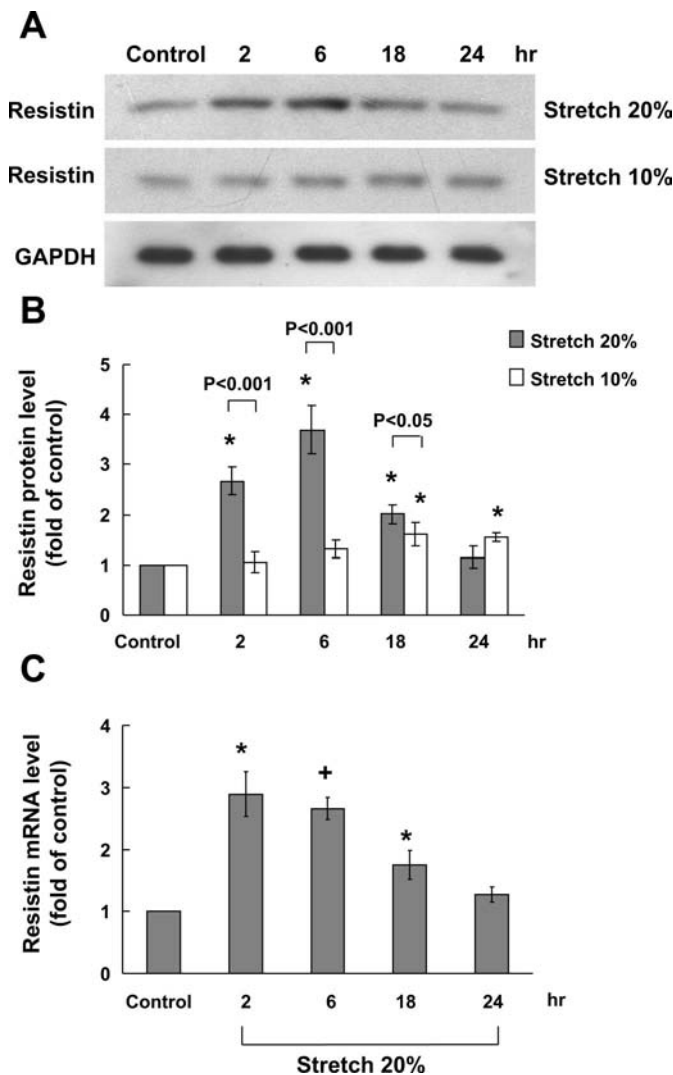 A
Control 2 6 18 24 hr
Resistin Stretch 20%
Resistin Stretch 10%
GAPDH
B
Resistin protein level
(fold of control)
5
4
3
2
1
0
P<0.001
P<0.001
P<0.05
*
*
*
*
*
Stretch 20%
Stretch 10%
Control 2 6 18 24 hr
C
Resistin mRNA level
(fold of control)
4
3
2
1
0
*
+
*
Control 2 6 18 24 hr
Stretch 20%